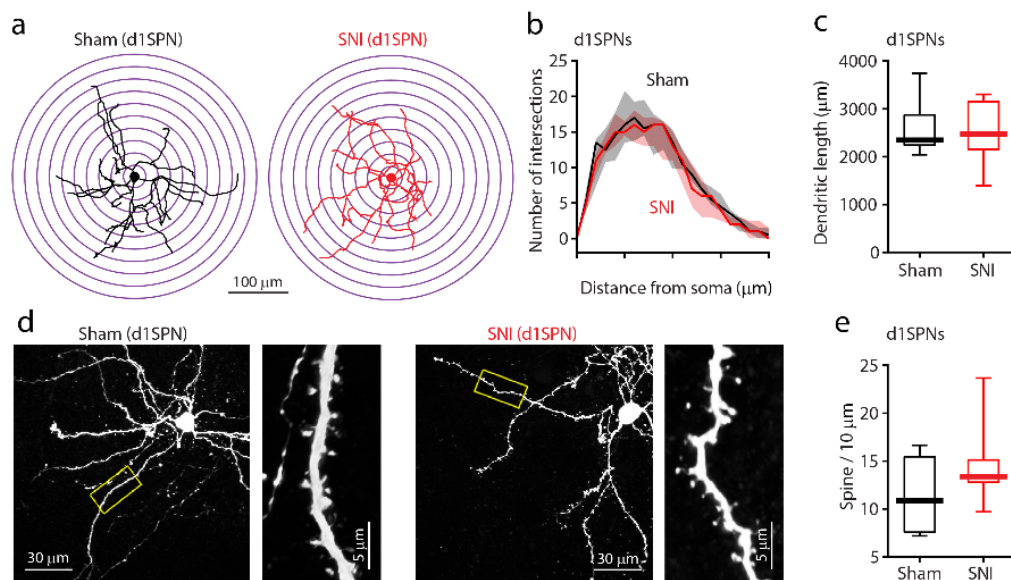 a
Sham (d1SPN)
SNI (d1SPN)
100 μm
b
d1SPNs
25
20
15
10
5
0
Number of intersections
Sham
SNI
Distance from soma (μm)
c
d1SPNs
4000
3000
2000
1000
0
Dendritic length (μm)
Sham
SNI
d
Sham (d1SPN)
30 μm
5 μm
SNI (d1SPN)
30 μm
5 μm
e
d1SPNs
25
20
15
10
5
Spine / 10 μm
Sham
SNI